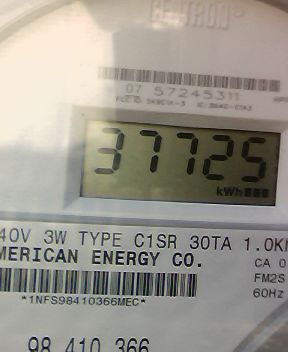 CENTRON®
07 57245311
37725
kWh
40V 3W TYPE C1SR 30TA 1.0K
MERICAN ENERGY CO.
CA 0
FM2S
60Hz
*1NFS98410366MEC*
98 410 366